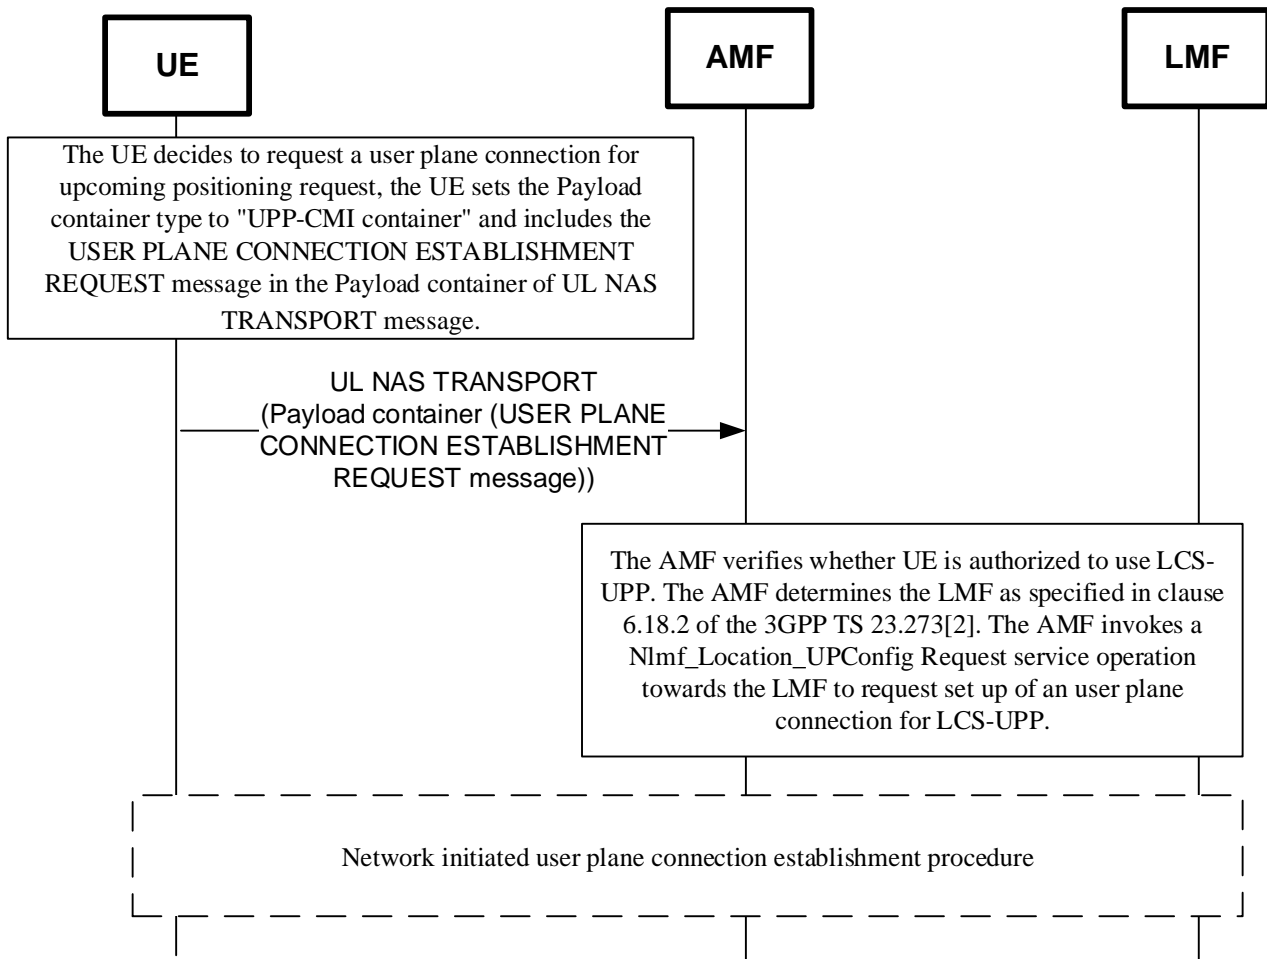 UE
AMF
LMF
The UE decides to request a user plane connection for
upcoming positioning request, the UE sets the Payload
container type to "UPP-CMI container" and includes the
USER PLANE CONNECTION ESTABLISHMENT
REQUEST message in the Payload container of UL NAS
TRANSPORT message.
UL NAS TRANSPORT
(Payload container (USER PLANE
CONNECTION ESTABLISHMENT
REQUEST message))
The AMF verifies whether UE is authorized to use LCS-
UPP. The AMF determines the LMF as specified in clause
6.18.2 of the 3GPP TS 23.273[2]. The AMF invokes a
Nlmf_Location_UPConfig Request service operation
towards the LMF to request set up of an user plane
connection for LCS-UPP.
Network initiated user plane connection establishment procedure